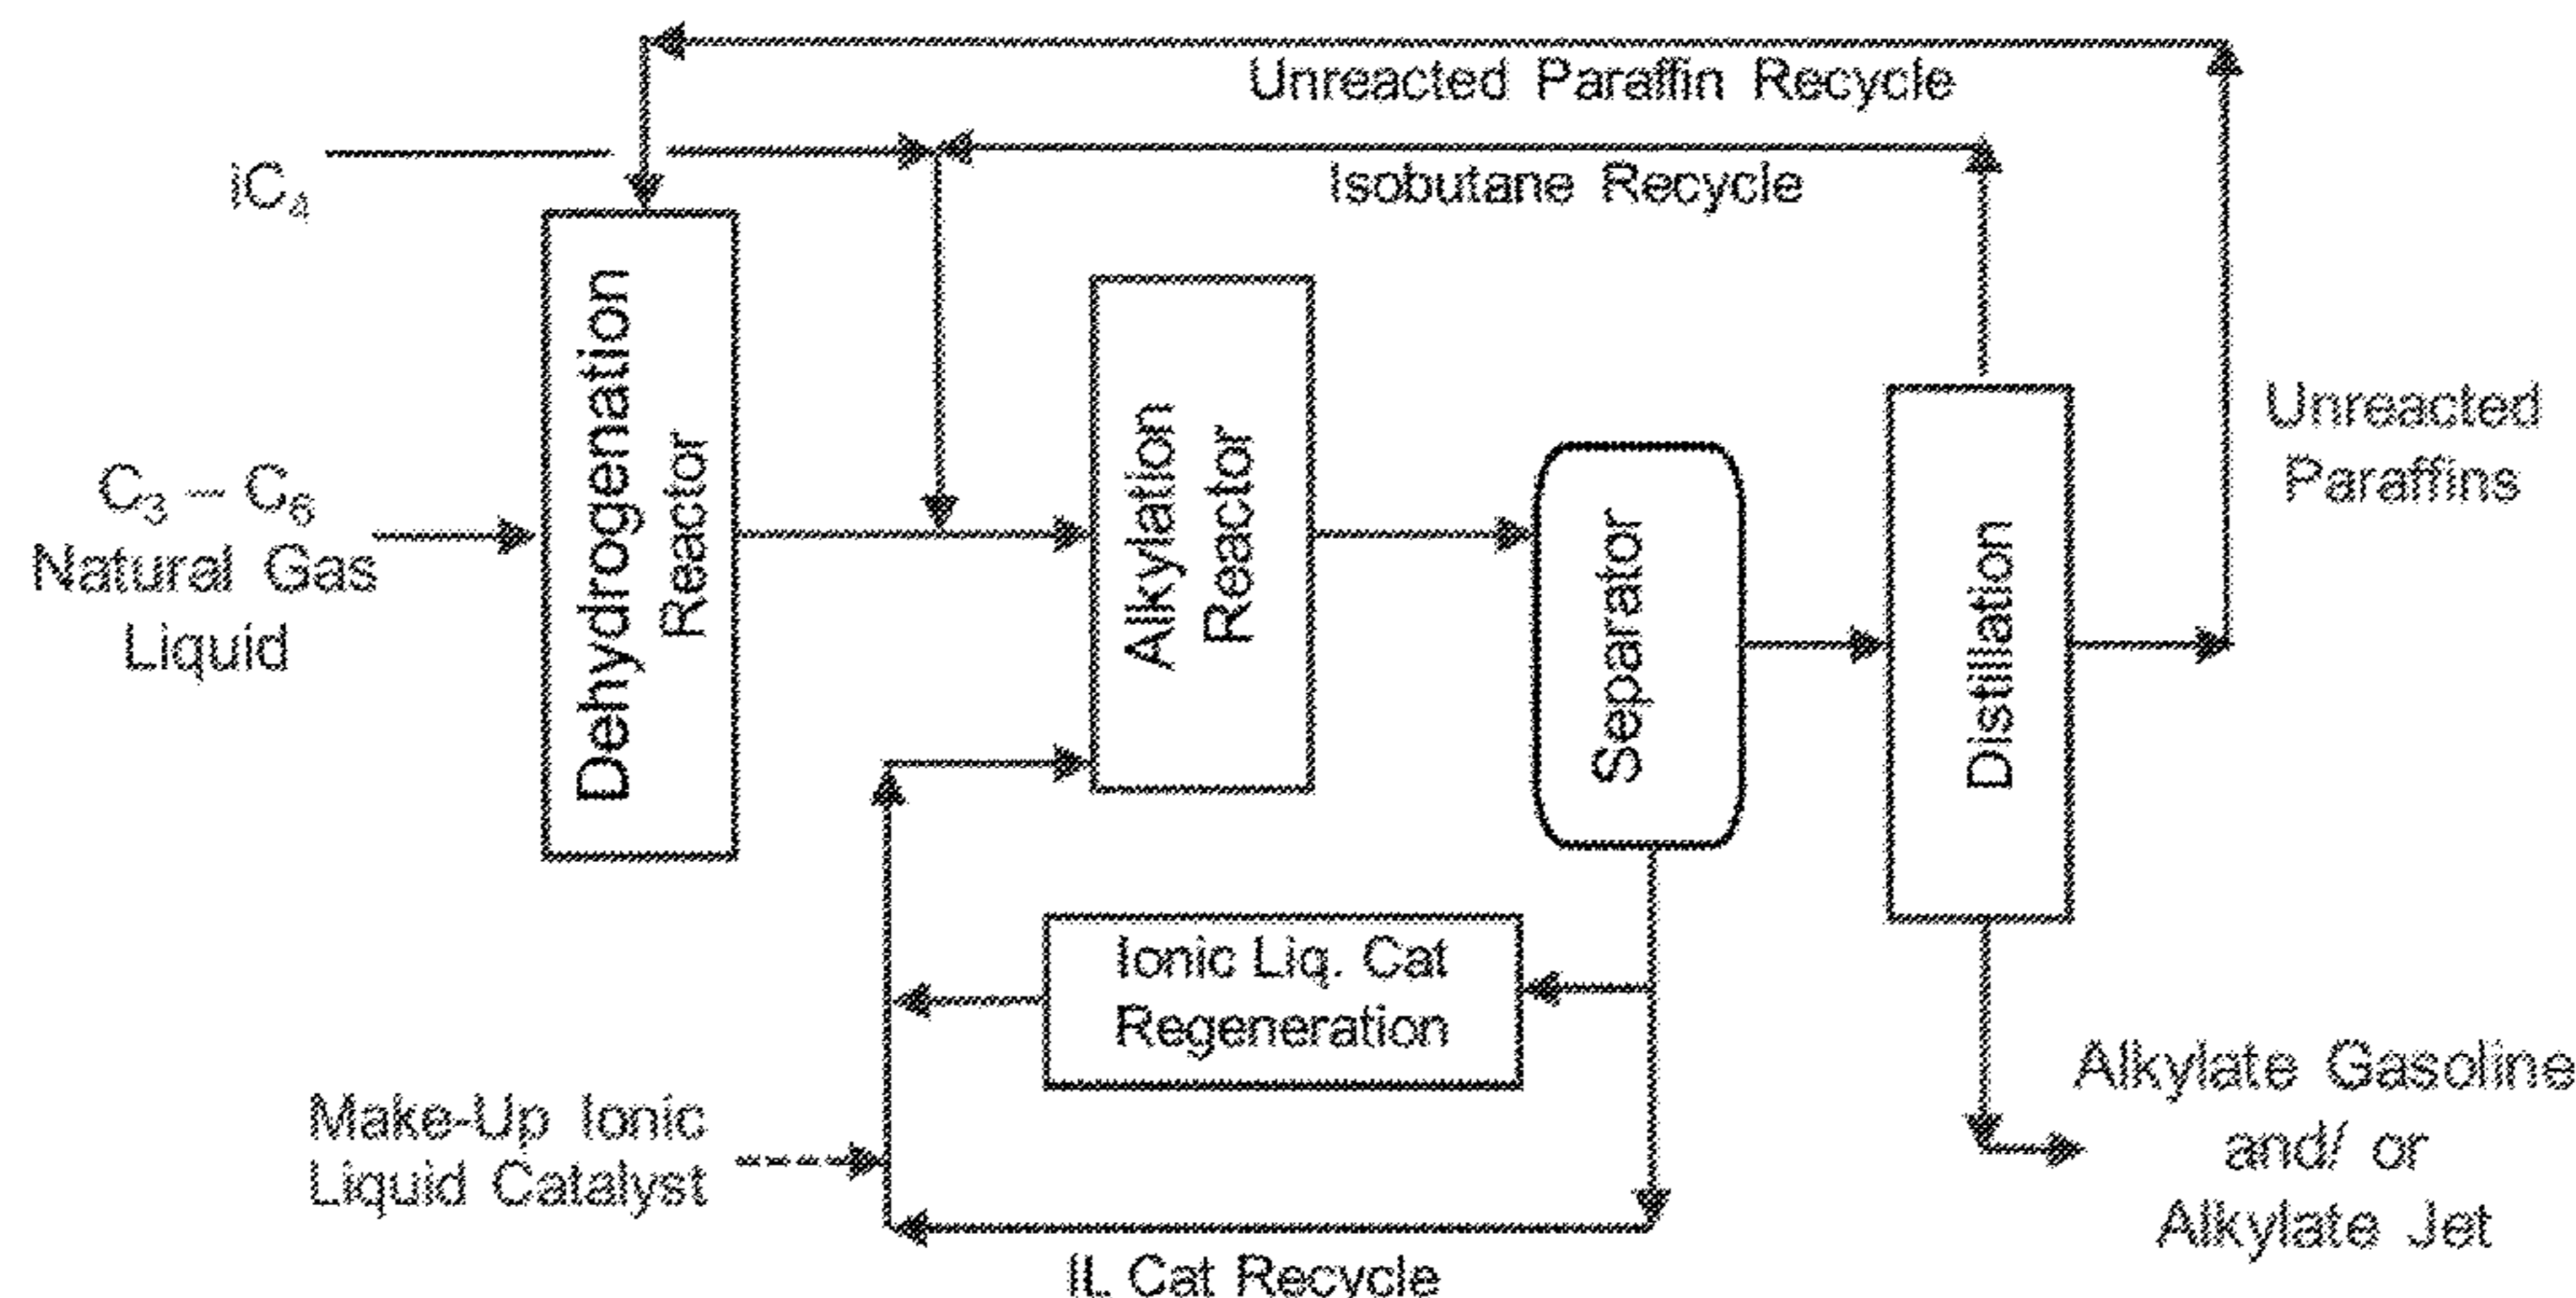 Unreacted Paraffin Recycle
iC₄
Isobutane Recycle
C₃ – C₆
Natural Gas
Liquid
Dehydrogenation
Reactor
Alkylation
Reactor
Separator
Distillation
Unreacted
Paraffins
Ionic Liq. Cat
Regeneration
Make-Up Ionic
Liquid Catalyst
IL Cat Recycle
Alkylate Gasoline
and/ or
Alkylate Jet